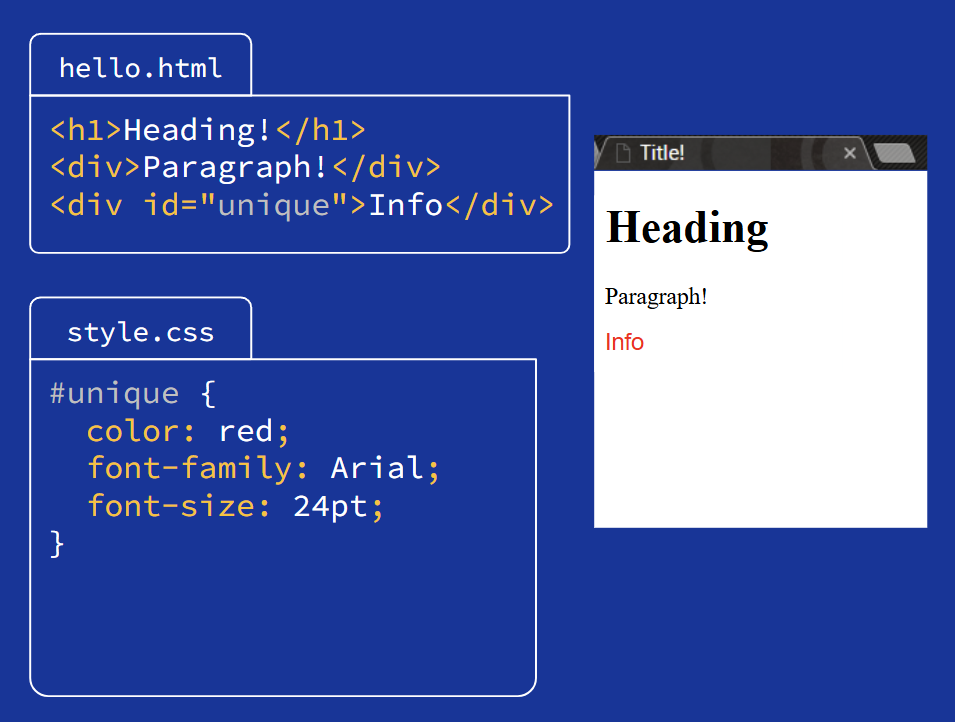 hello.html
<h1>Heading!</h1>
<div>Paragraph!</div>
<div id="unique">Info</div>
style.css
#unique {
  color: red;
  font-family: Arial;
  font-size: 24pt;
}
Title!
Heading
Paragraph!
Info